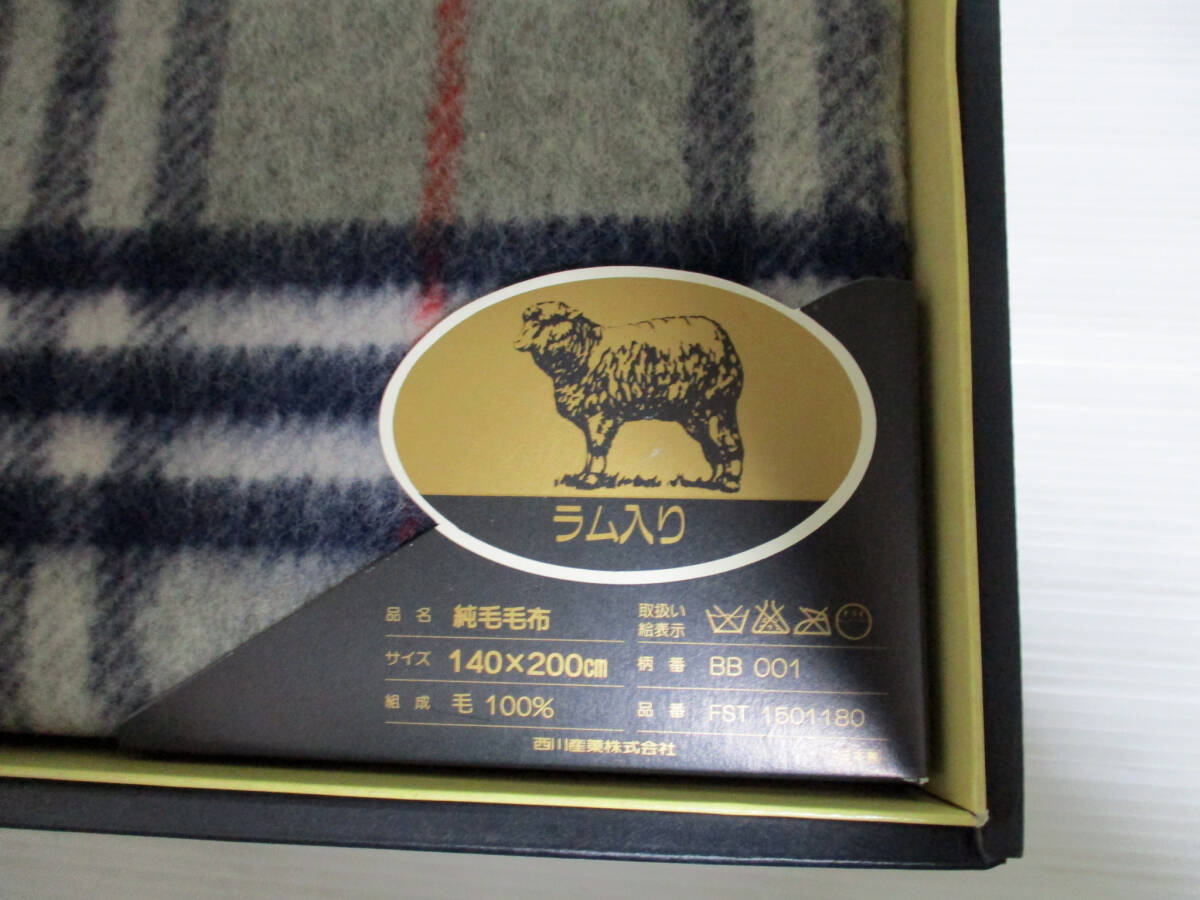 ラム入り
品名 純毛毛布
サイズ 140×200cm
組成 毛 100%
取扱い
絵表示
柄番 BB 001
品番 FST 1501180
西川産業株式会社